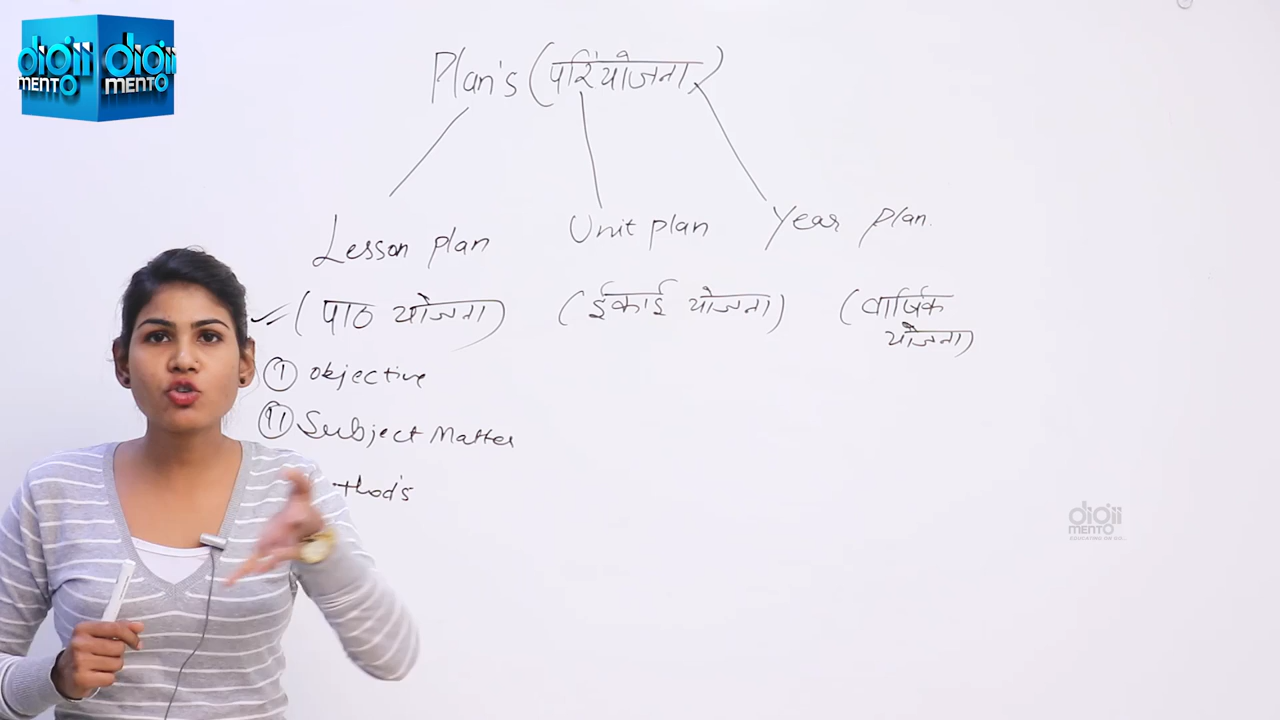 digii
MENTO
digii
MENTO
Plan's (परियोजना)
Lesson plan
Unit plan
Year plan.
(पाठ योजना)
(ईकाई योजना)
(वार्षिक
योजना)
I objective
II Subject Matter
thod's
digii
MENTO